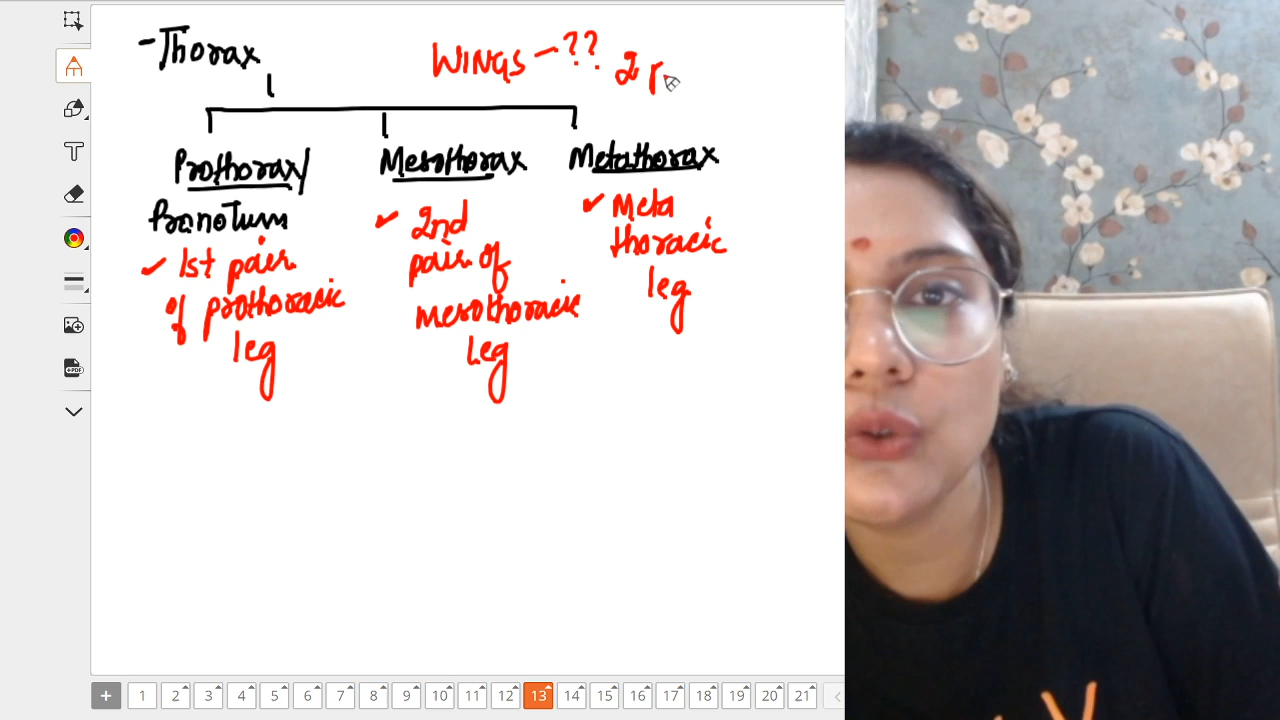 - Thorax
WINGS - ?? 2 P
Prothorax/
Pronotum
✓ 1st pair
of prothoracic
leg
Mesothorax
✓ 2nd
pair of
mesothoracic
leg
Metathorax
✓ Meta
thoracic
leg
+ 1 2 3 4 5 6 7 8 9 10 11 12 13 14 15 16 17 18 19 20 21